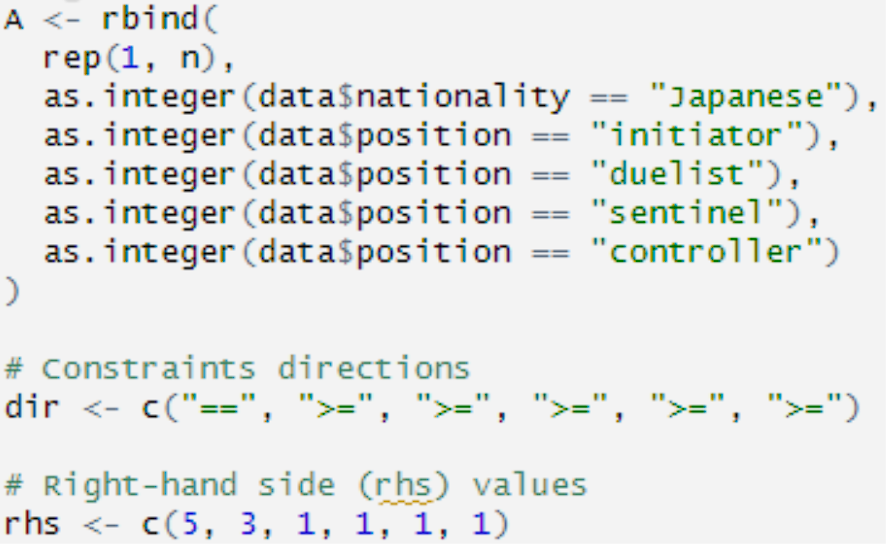 A <- rbind(
  rep(1, n),
  as.integer(data$nationality == "Japanese"),
  as.integer(data$position == "initiator"),
  as.integer(data$position == "duelist"),
  as.integer(data$position == "sentinel"),
  as.integer(data$position == "controller")
)

# Constraints directions
dir <- c("==", ">=", ">=", ">=", ">=", ">=")

# Right-hand side (rhs) values
rhs <- c(5, 3, 1, 1, 1, 1)